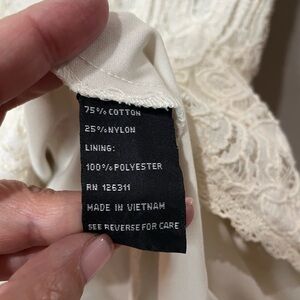 75% COTTON
25% NYLON
LINING:
100% POLYESTER
RN 126311
MADE IN VIETNAM
SEE REVERSE FOR CARE